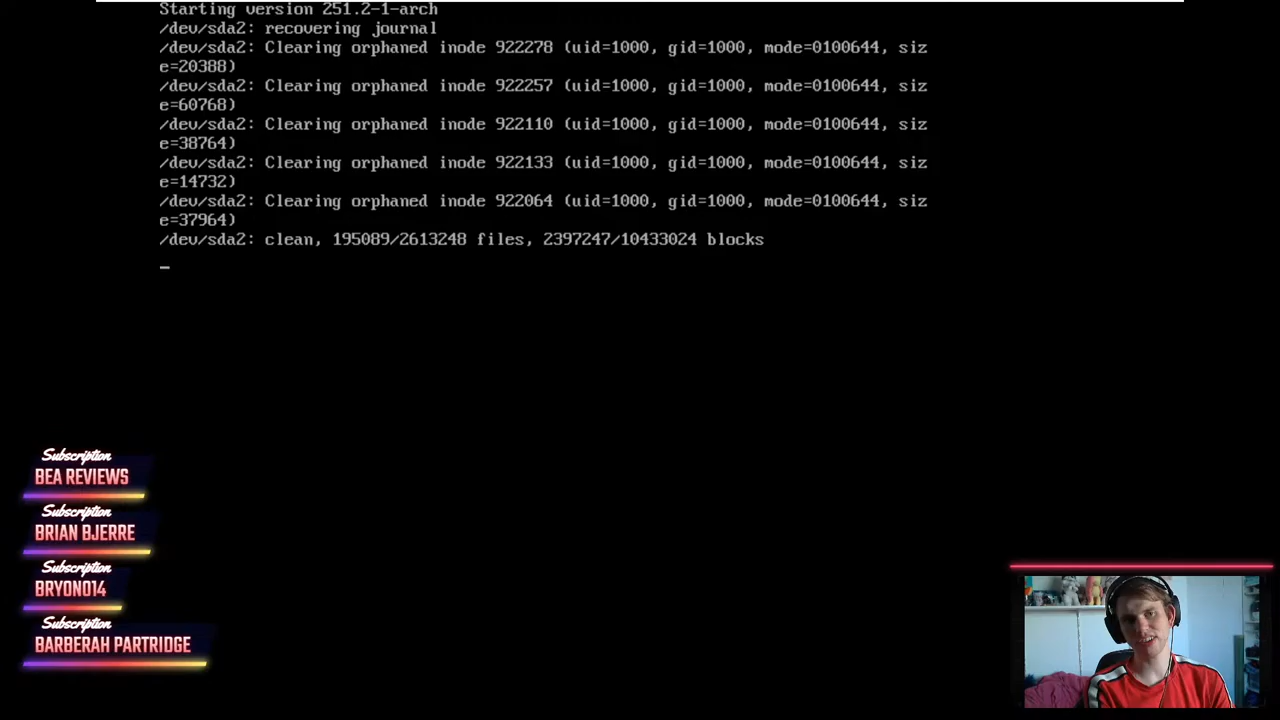 Starting version 251.2-1-arch
/dev/sda2: recovering journal
/dev/sda2: Clearing orphaned inode 922278 (uid=1000, gid=1000, mode=0100644, siz
e=20388)
/dev/sda2: Clearing orphaned inode 922257 (uid=1000, gid=1000, mode=0100644, siz
e=60768)
/dev/sda2: Clearing orphaned inode 922110 (uid=1000, gid=1000, mode=0100644, siz
e=38764)
/dev/sda2: Clearing orphaned inode 922133 (uid=1000, gid=1000, mode=0100644, siz
e=14732)
/dev/sda2: Clearing orphaned inode 922064 (uid=1000, gid=1000, mode=0100644, siz
e=37964)
/dev/sda2: clean, 195089/2613248 files, 2397247/10433024 blocks
_
Subscription
BEA REVIEWS
Subscription
BRIAN BJERRE
Subscription
BRYONO14
Subscription
BARBERAH PARTRIDGE